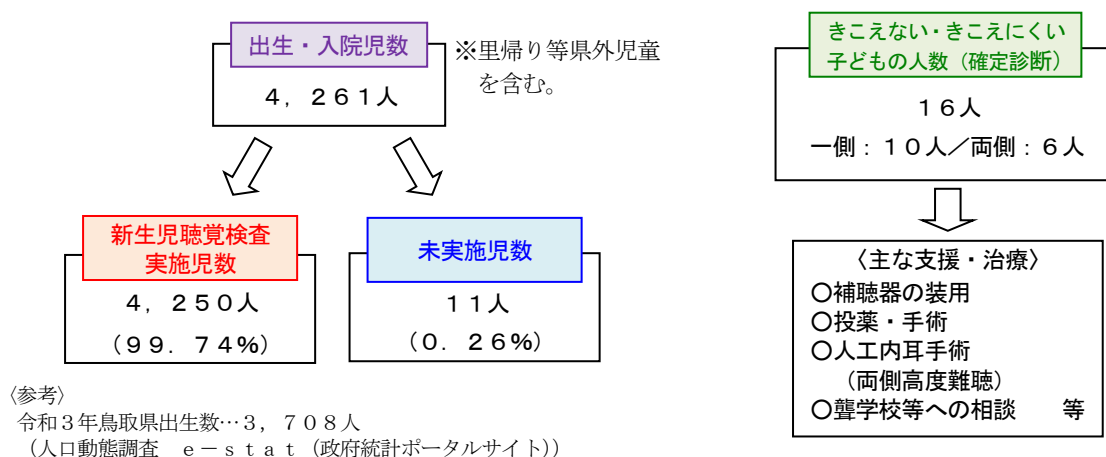 出生・入院児数
４，２６１人
※里帰り等県外児童
を含む。
新生児聴覚検査
実施児数
４，２５０人
（９９．７４%）
未実施児数
１１人
（０．２６%）
〈参考〉
令和３年鳥取県出生数…３，７０８人
（人口動態調査　ｅ－ｓｔａｔ（政府統計ポータルサイト））
きこえない・きこえにくい
子どもの人数（確定診断）
１６人
一側：１０人／両側：６人
〈主な支援・治療〉
〇補聴器の装用
〇投薬・手術
〇人工内耳手術
（両側高度難聴）
〇聾学校等への相談　　等